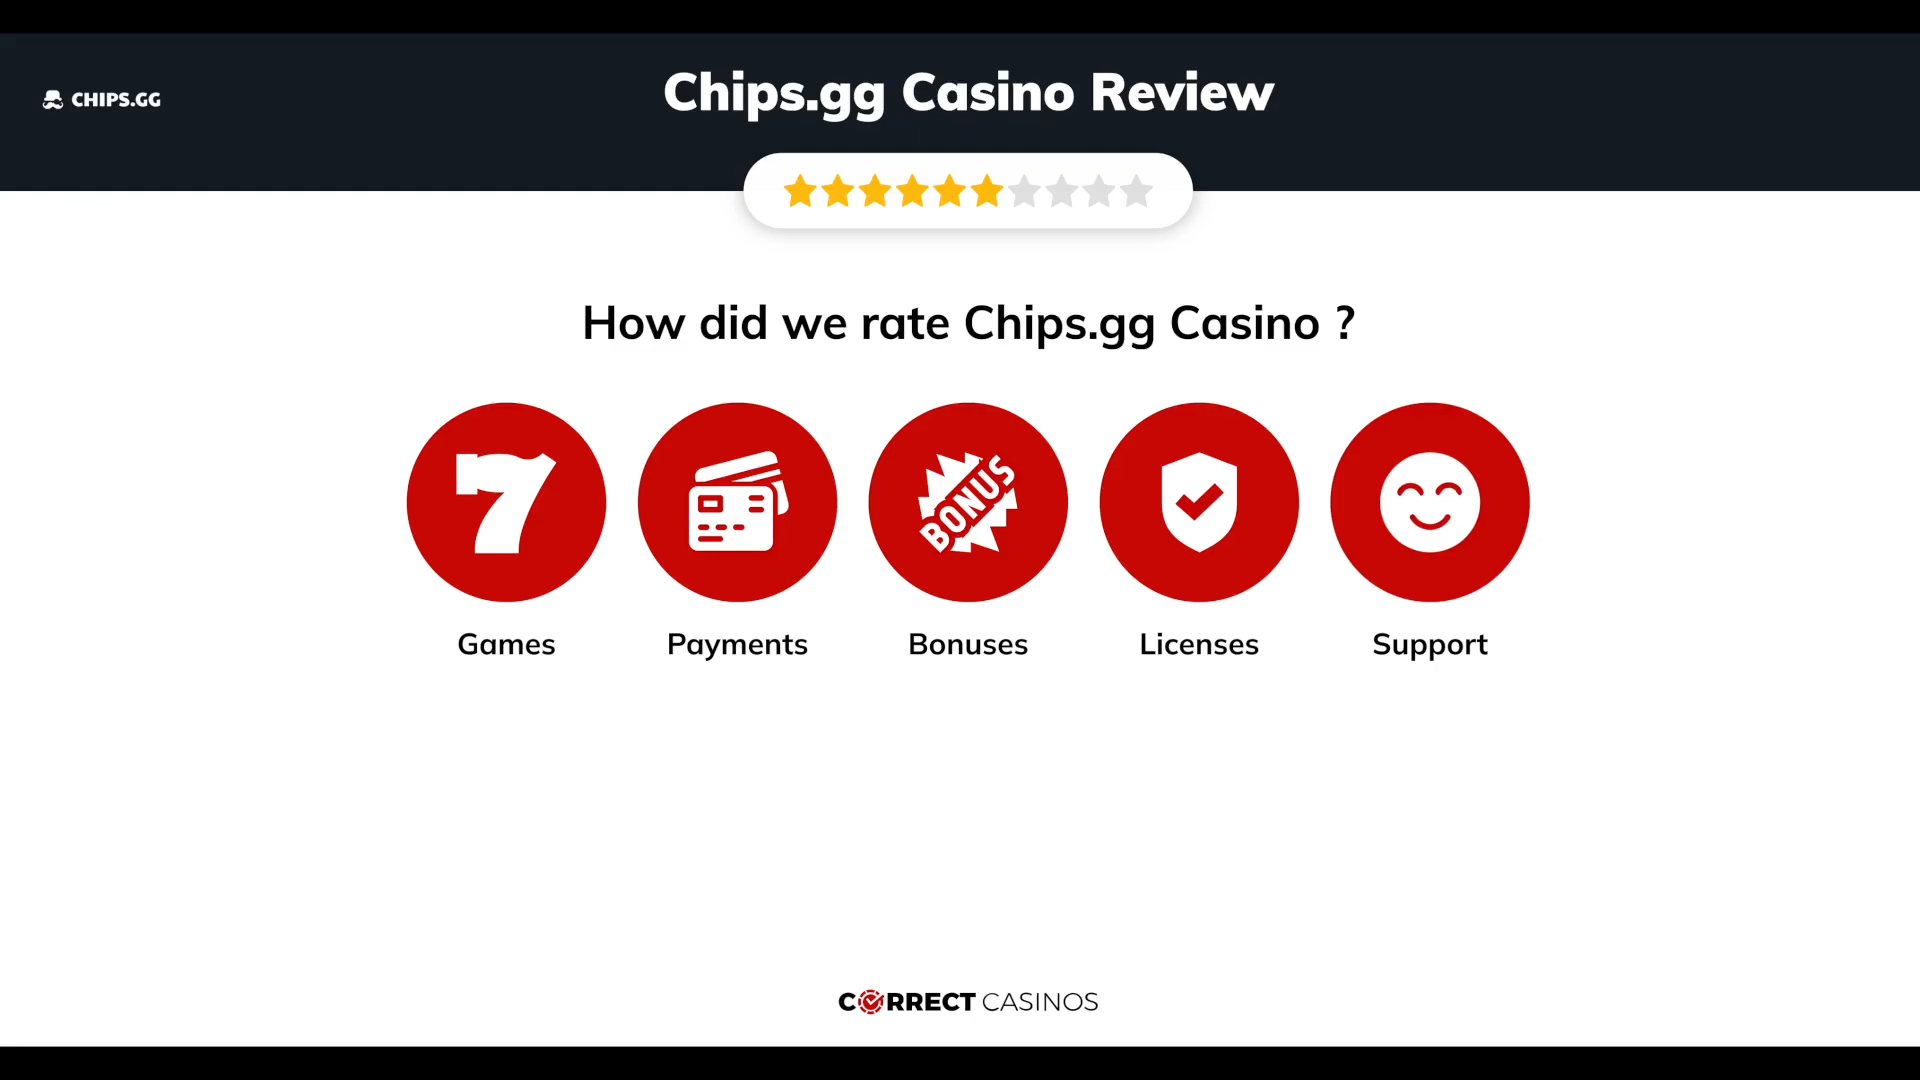 CHIPS.GG
Chips.gg Casino Review
How did we rate Chips.gg Casino ?
7
BONUS
Games
Payments
Bonuses
Licenses
Support
CORRECT CASINOS